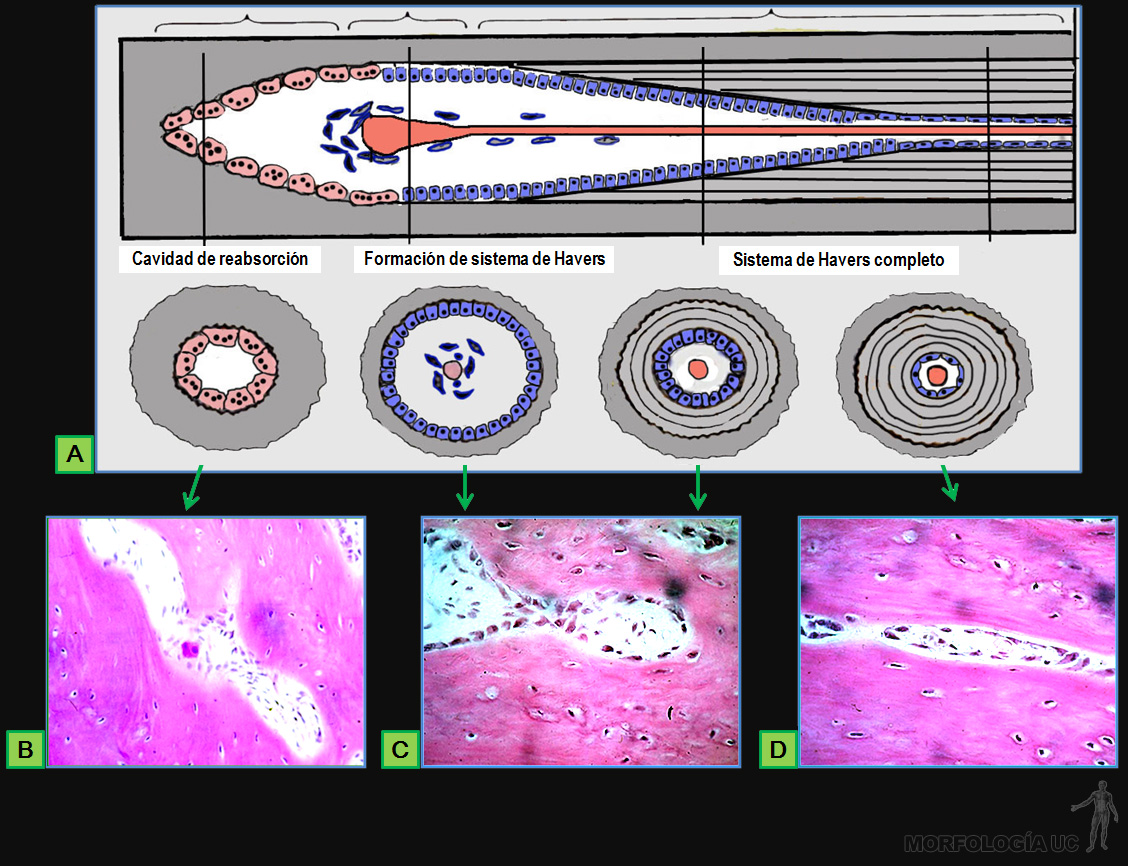 Cavidad de reabsorción
Formación de sistema de Havers
Sistema de Havers completo
A
B
C
D
MORFOLOGÍA UC